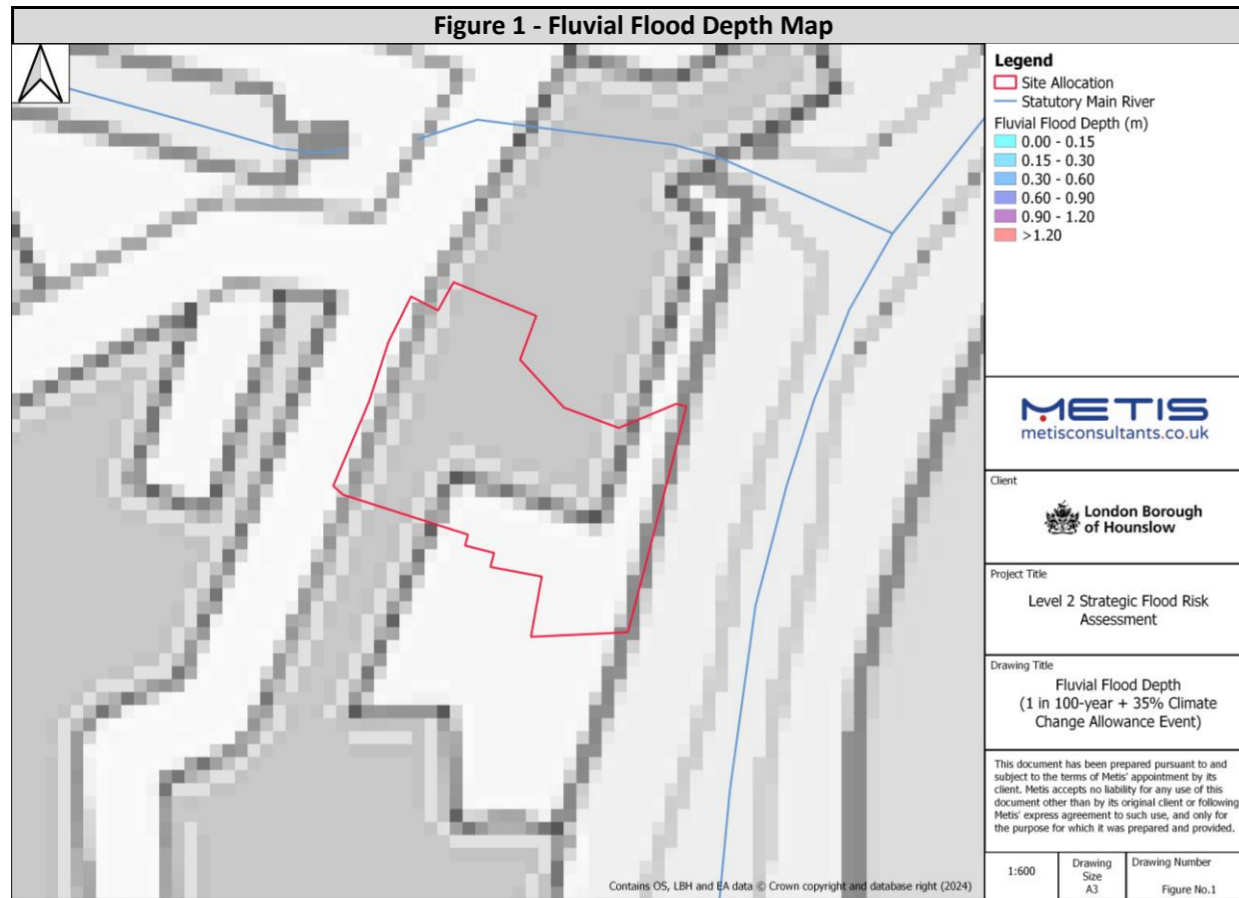 Figure 1 - Fluvial Flood Depth Map
Legend
Site Allocation
Statutory Main River
Fluvial Flood Depth (m)
0.00 - 0.15
0.15 - 0.30
0.30 - 0.60
0.60 - 0.90
0.90 - 1.20
>1.20
METIS
metisconsultants.co.uk
Client
London Borough
of Hounslow
Project Title
Level 2 Strategic Flood Risk
Assessment
Drawing Title
Fluvial Flood Depth
(1 in 100-year + 35% Climate
Change Allowance Event)
This document has been prepared pursuant to and
subject to the terms of Metis' appointment by its
client. Metis accepts no liability for any use of this
document other than by its original client or following
Metis' express agreement to such use, and only for
the purpose for which it was prepared and provided.
1:600
Drawing
Size
A3
Drawing Number
Figure No.1
Contains OS, LBH and EA data © Crown copyright and database right (2024)